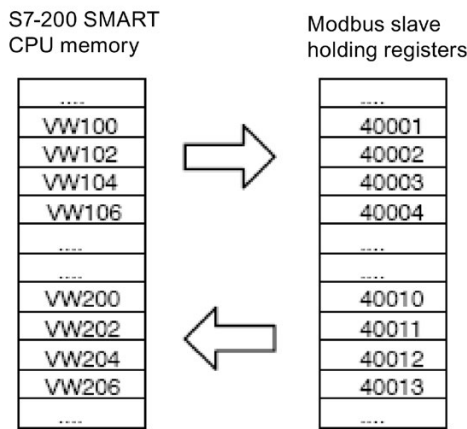 S7-200 SMART
CPU memory
....
VW100
VW102
VW104
VW106
....
....
VW200
VW202
VW204
VW206
....
Modbus slave
holding registers
....
40001
40002
40003
40004
....
....
40010
40011
40012
40013
....